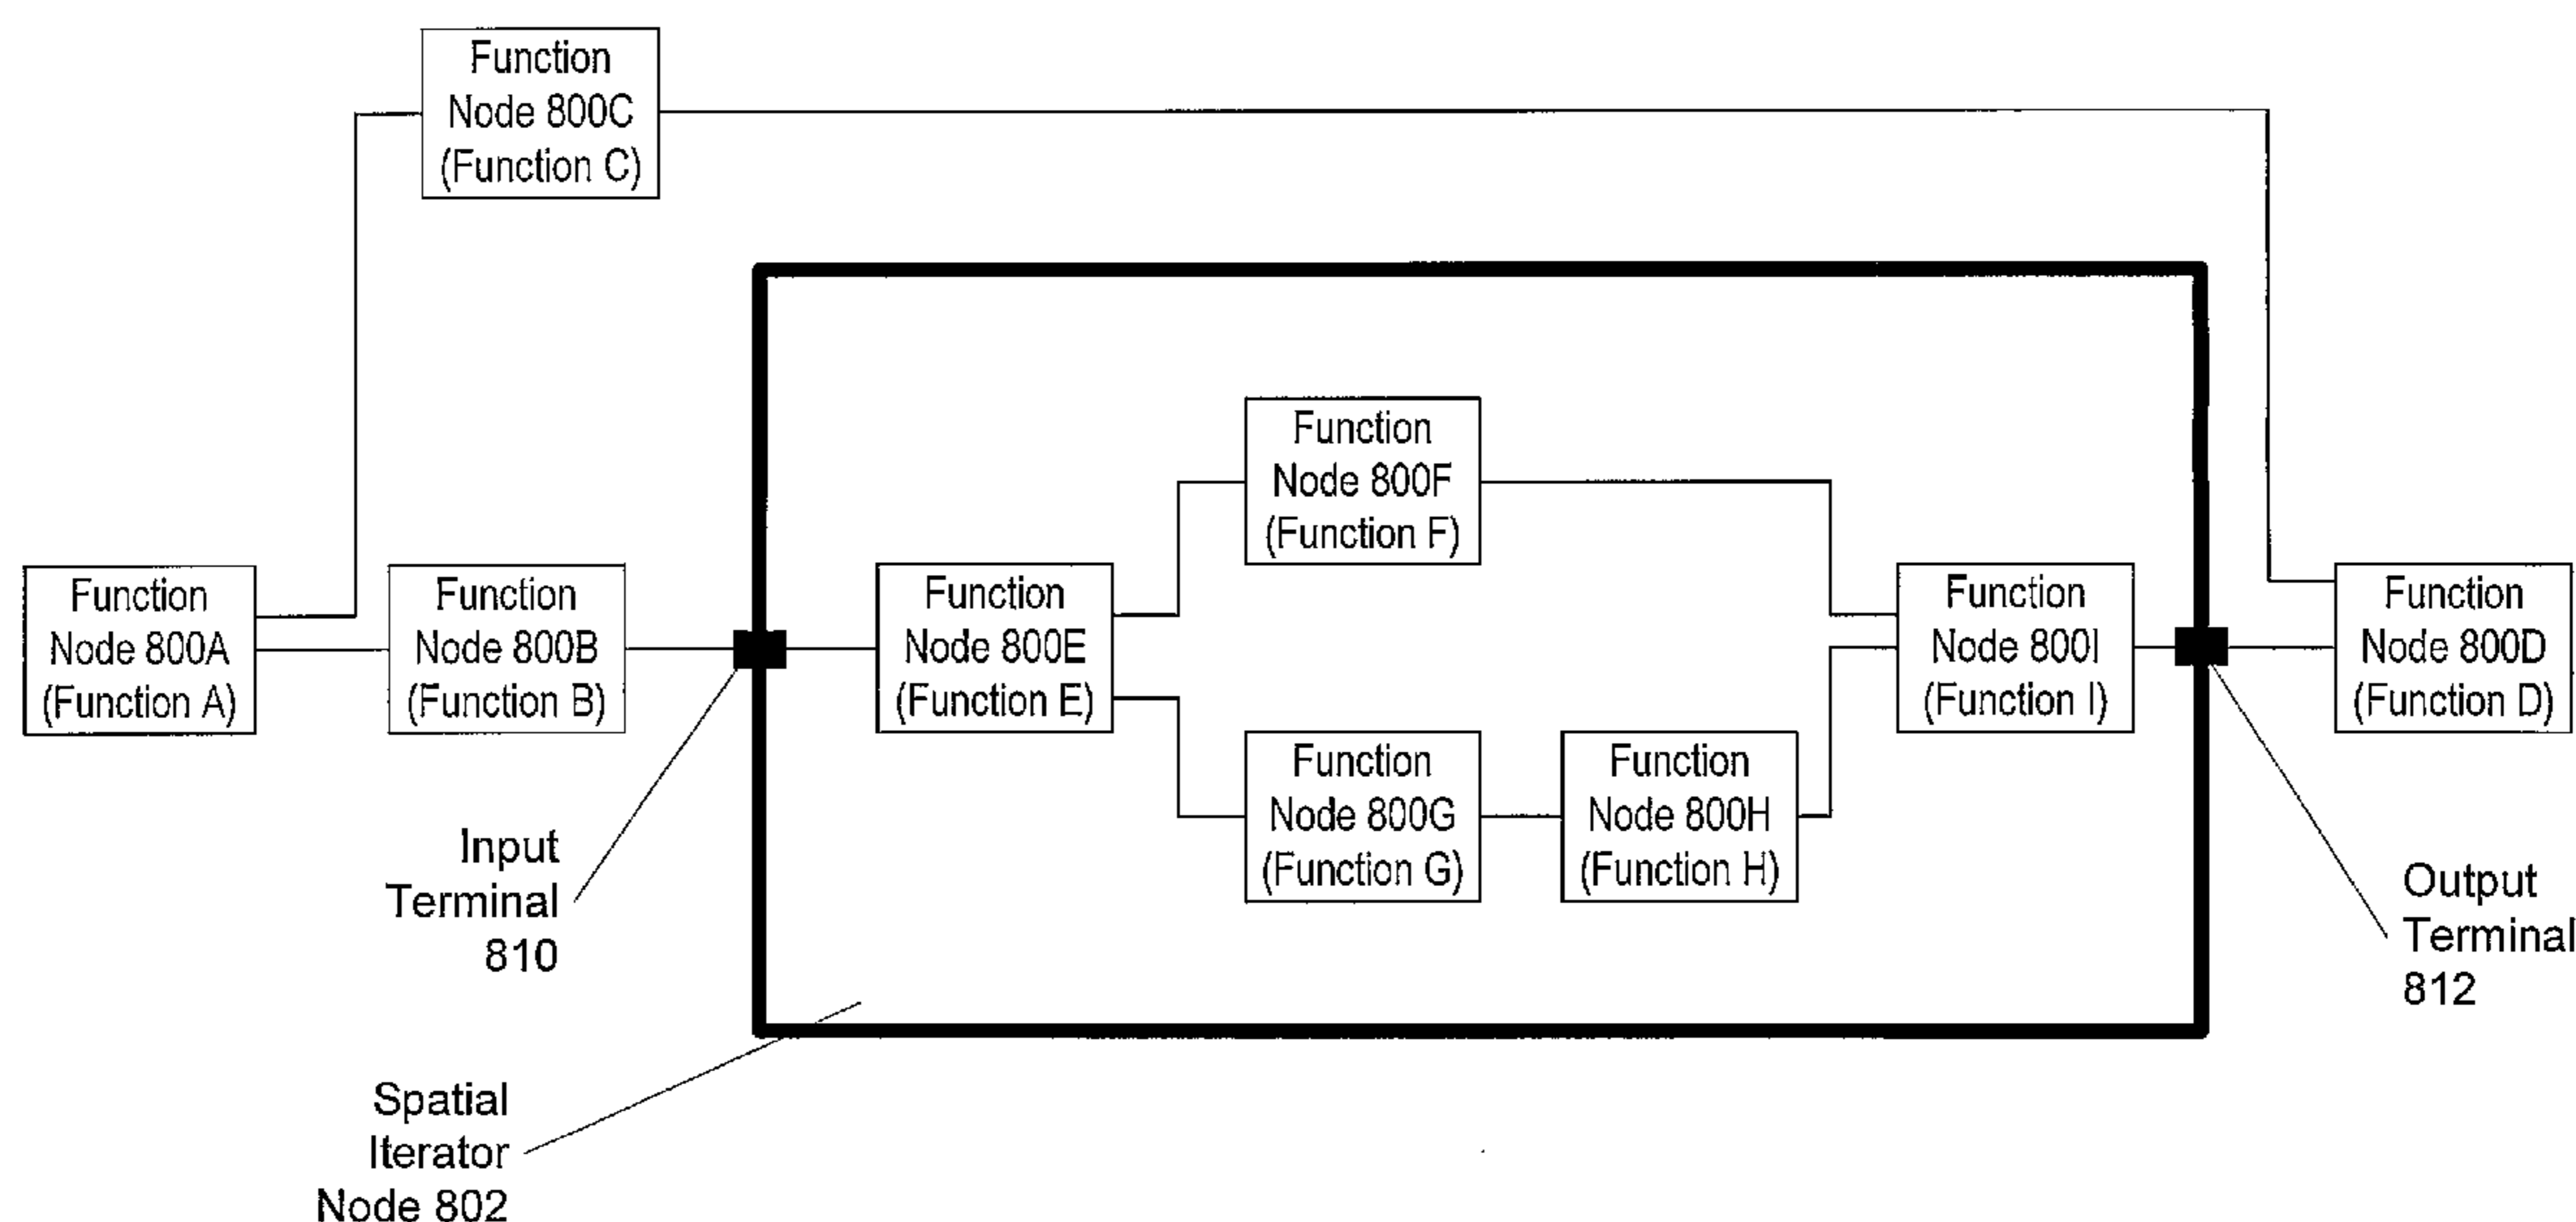 Function
Node 800C
(Function C)
Function
Node 800F
(Function F)
Function
Node 800A
(Function A)
Function
Node 800B
(Function B)
Function
Node 800E
(Function E)
Function
Node 800I
(Function I)
Function
Node 800D
(Function D)
Function
Node 800G
(Function G)
Function
Node 800H
(Function H)
Input
Terminal
810
Output
Terminal
812
Spatial
Iterator
Node 802